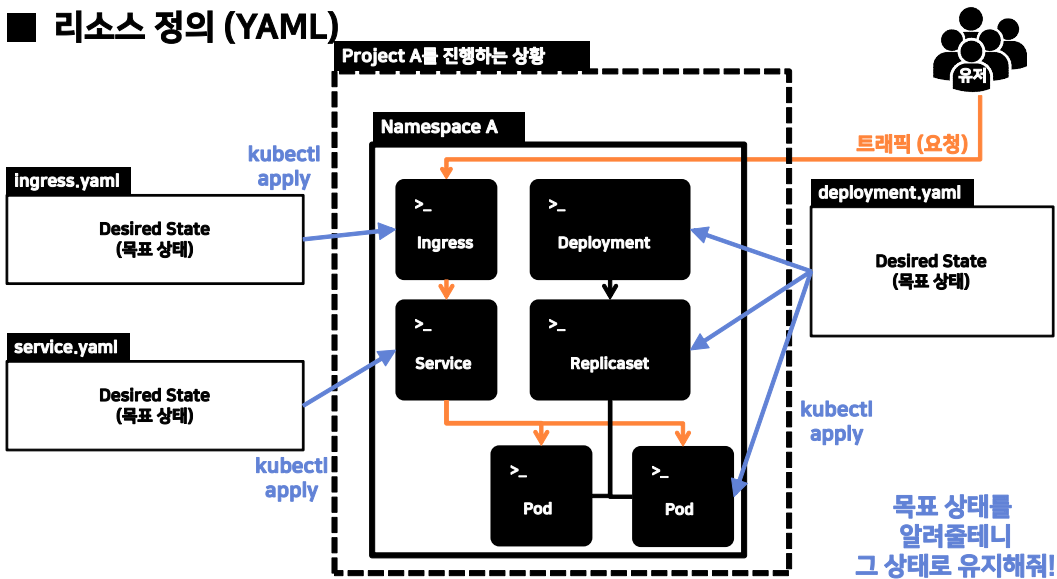 ■ 리소스 정의 (YAML)
Project A를 진행하는 상황
유저
Namespace A
트래픽 (요청)
kubectl
apply
ingress.yaml
Desired State
(목표 상태)
>_
Ingress
>_
Deployment
deployment.yaml
Desired State
(목표 상태)
service.yaml
Desired State
(목표 상태)
>_
Service
>_
Replicaset
kubectl
apply
kubectl
apply
>_
Pod
>_
Pod
목표 상태를
알려줄테니
그 상태로 유지해줘!